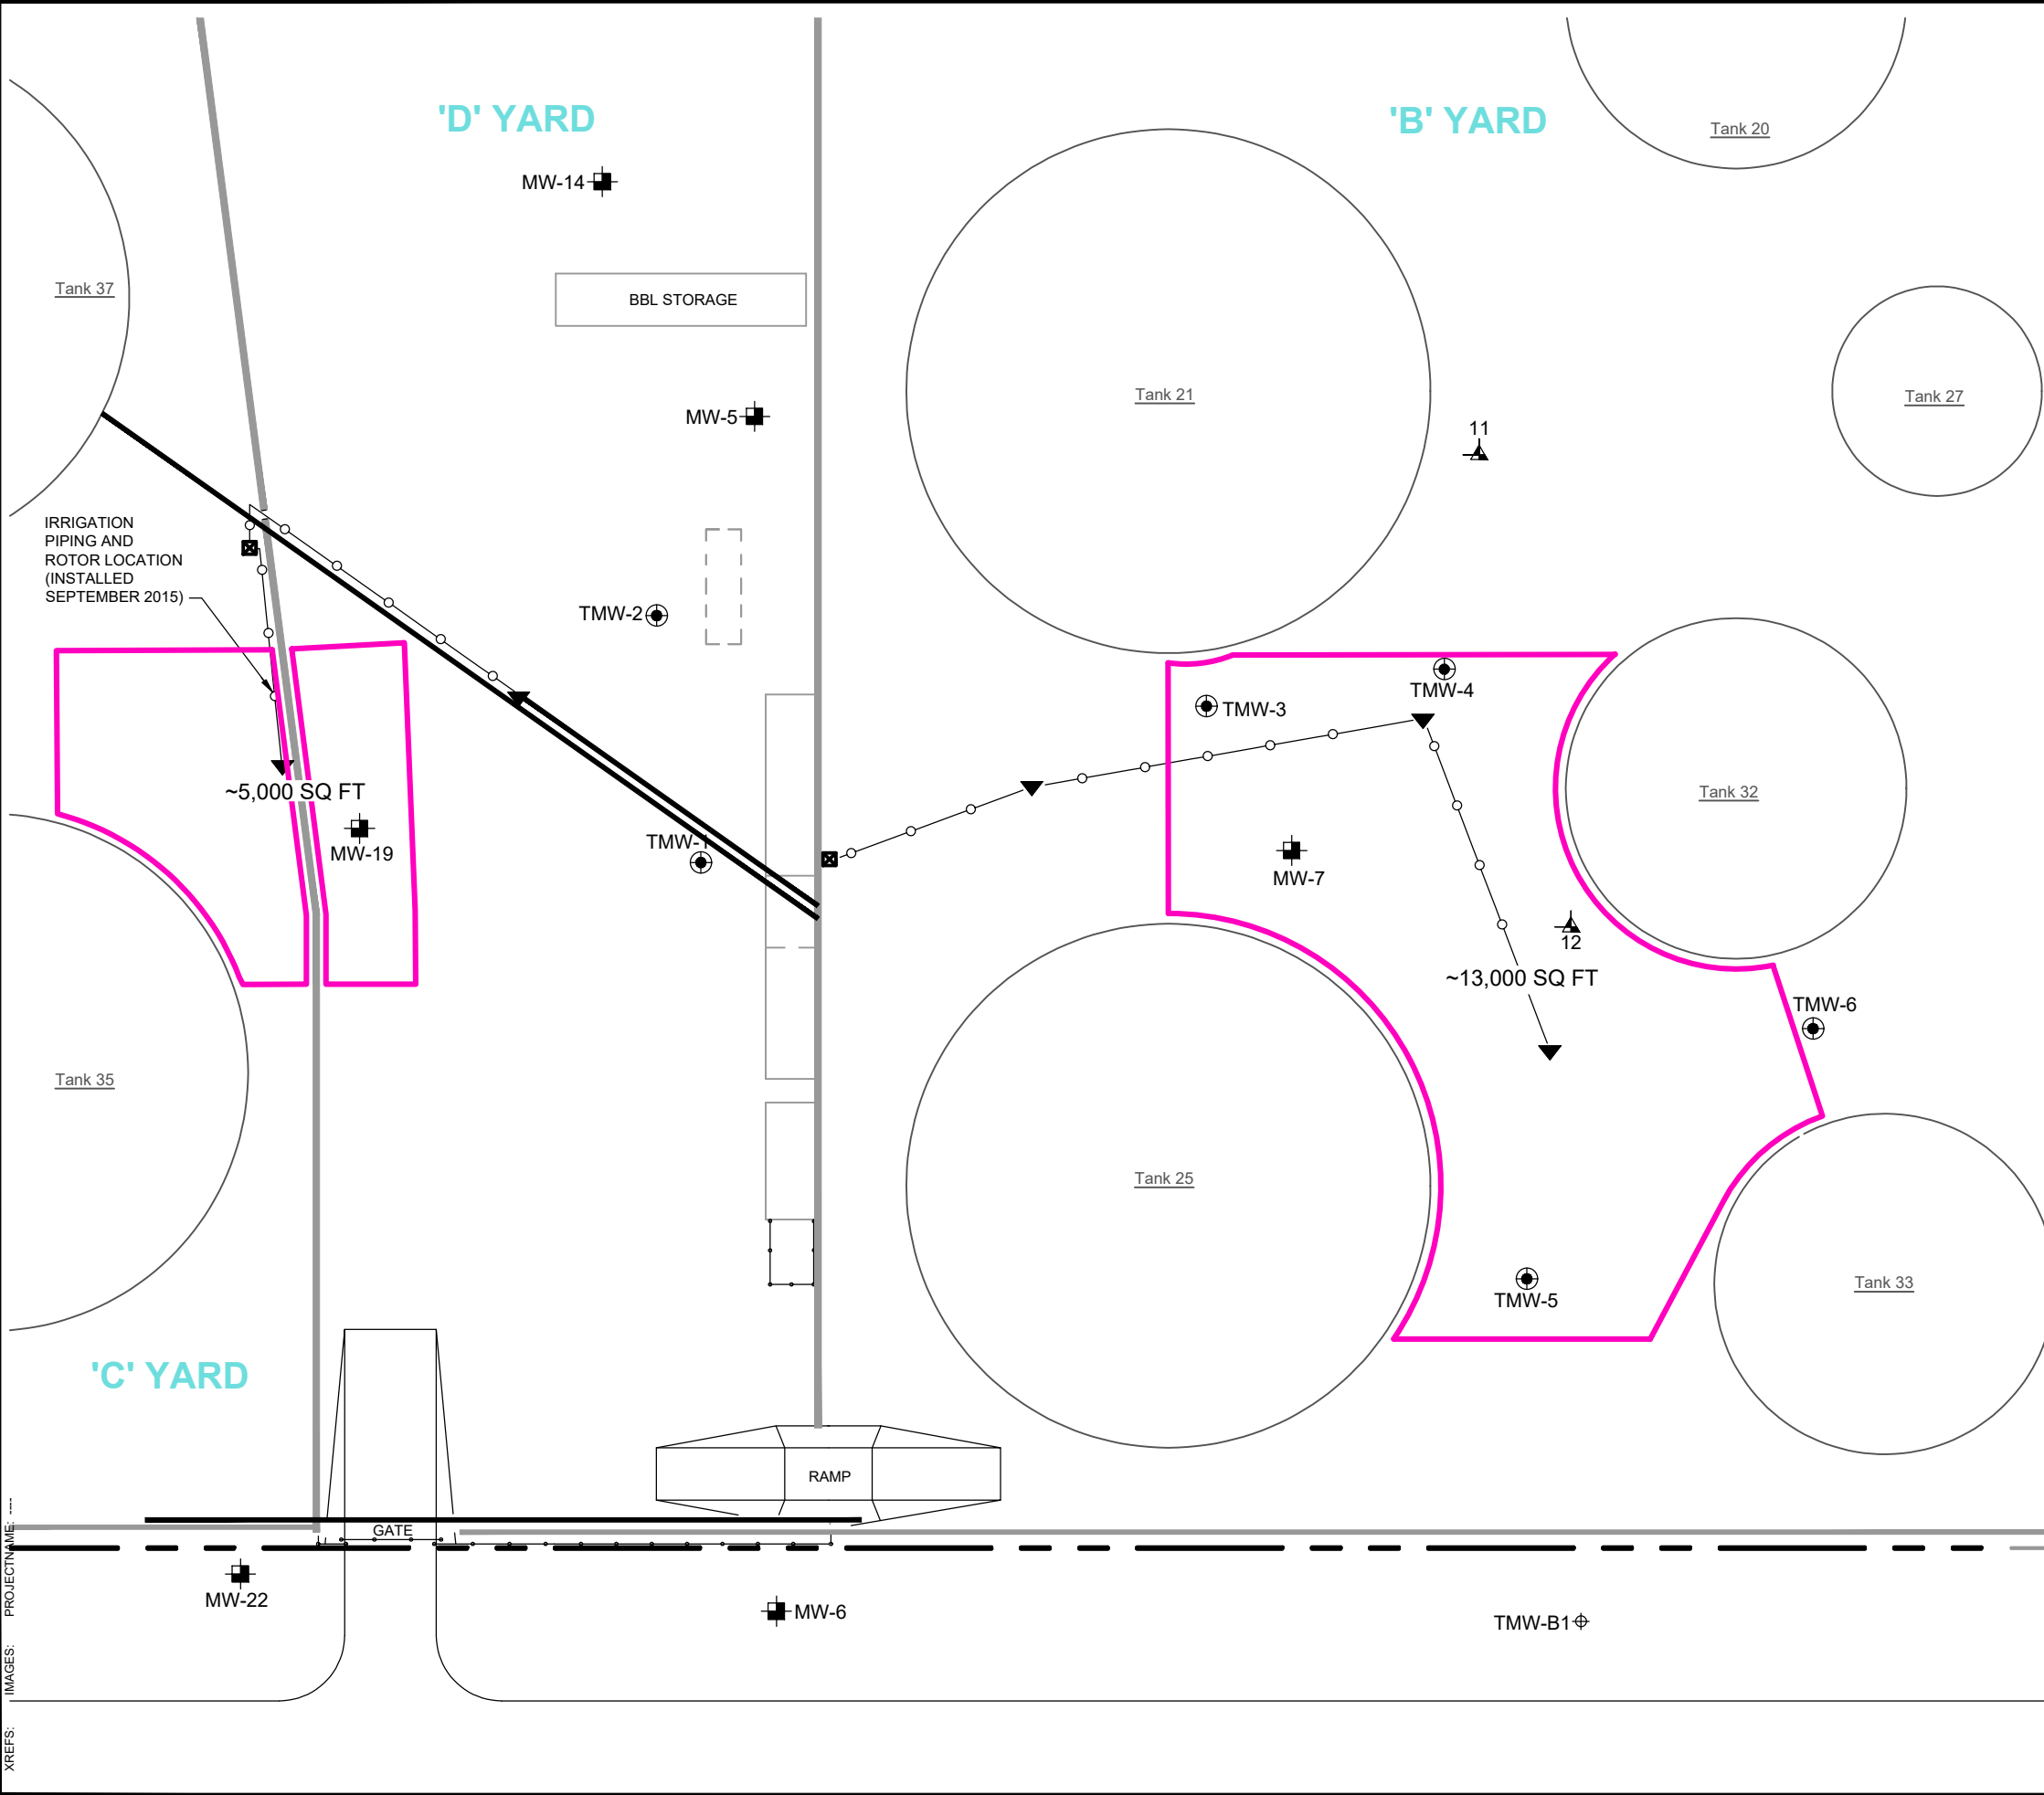 'D' YARD
'B' YARD
Tank 20
MW-14
Tank 37
BBL STORAGE
Tank 21
Tank 27
MW-5
11
IRRIGATION
PIPING AND
ROTOR LOCATION
(INSTALLED
SEPTEMBER 2015)
TMW-2
TMW-4
TMW-3
~5,000 SQ FT
Tank 32
TMW-1
MW-19
MW-7
12
~13,000 SQ FT
TMW-6
Tank 35
Tank 25
Tank 33
TMW-5
'C' YARD
RAMP
GATE
MW-22
MW-6
TMW-B1
XREFS: IMAGES: PROJECTNAME: ----